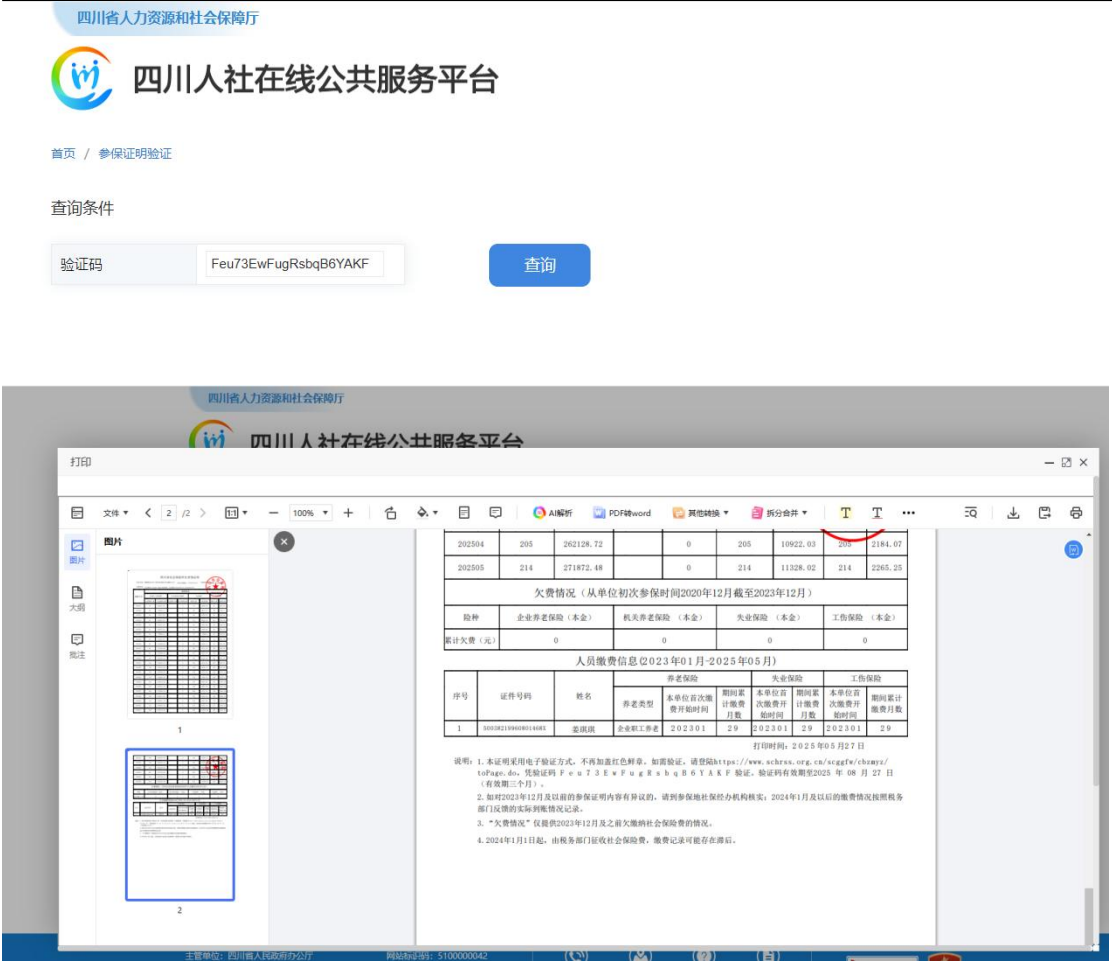 四川省人力资源和社会保障厅
四川人社在线公共服务平台
首页 / 参保证明验证
查询条件
验证码 Feu73EwFugRsbqB6YAKF 查询
四川省人力资源和社会保障厅
四川人社在线公共服务平台
打印
文件 2 /2 1:1 100% AI解析 PDF转word 其他转换 拆分合并
图片
大纲
批注
图片
1
2
202504 205 262128.72 0 205 10922.03 205 2184.07
202505 214 271872.48 0 214 11328.02 214 2265.25
欠费情况（从单位初次参保时间2020年12月截至2023年12月）
险种 企业养老保险（本金） 机关养老保险 （本金） 失业保险 （本金） 工伤保险 （本金）
累计欠费（元） 0 0 0 0
人员缴费信息(2023年01月-2025年05月)
序号 证件号码 姓名 养老保险 失业保险 工伤保险
养老类型 本单位首次缴费开始时间 期间累计缴费月数 本单位首次缴费开始时间 期间累计缴费月数 本单位首次缴费开始时间 期间累计缴费月数
1 姜琪琪 企业职工养老 202301 29 202301 29 202301 29
打印时间：2025年05月27日
说明：1.本证明采用电子验证方式，不再加盖红色鲜章。如需验证，请登陆https://www.schrss.org.cn/scggfw/cbzmyz/
toPage.do，凭验证码 Feu73EwFugRsbqB6YAKF 验证，验证码有效期至2025 年 08 月 27 日
（有效期三个月）。
2.如对2023年12月及以前的参保证明内容有异议的，请到参保地社保经办机构核实；2024年1月及以后的缴费情况按照税务
部门反馈的实际到账情况记录。
3.“欠费情况”仅提供2023年12月及之前欠缴纳社会保险费的情况。
4.2024年1月1日起，由税务部门征收社会保险费，缴费记录可能存在滞后。
主管单位：四川省人民政府办公厅 网站标识码：5100000042